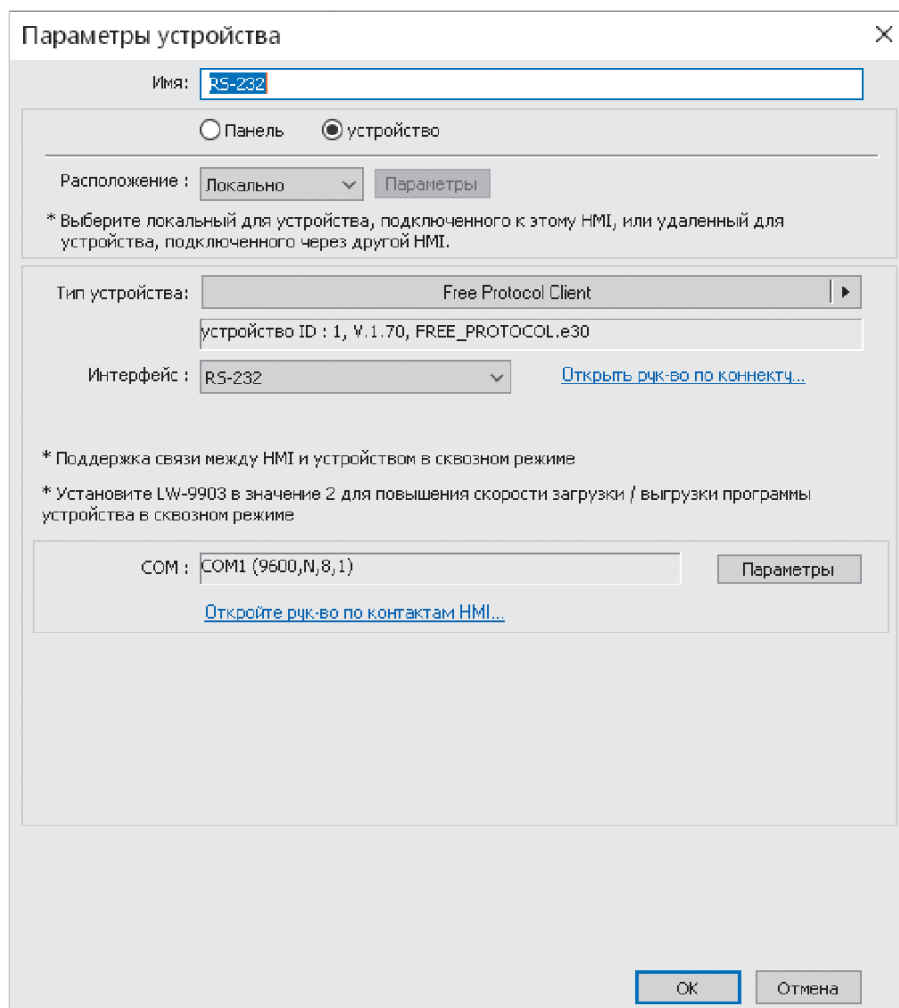 Параметры устройства
Имя: RS-232
Панель устройство
Расположение : Локально Параметры
* Выберите локальный для устройства, подключенного к этому HMI, или удаленный для
устройства, подключенного через другой HMI.
Тип устройства: Free Protocol Client
устройство ID : 1, V.1.70, FREE_PROTOCOL.e30
Интерфейс : RS-232 Открыть рук-во по коннекту...
* Поддержка связи между HMI и устройством в сквозном режиме
* Установите LW-9903 в значение 2 для повышения скорости загрузки / выгрузки программы
устройства в сквозном режиме
COM : COM1 (9600,N,8,1) Параметры
Откройте рук-во по контактам HMI...
OK Отмена